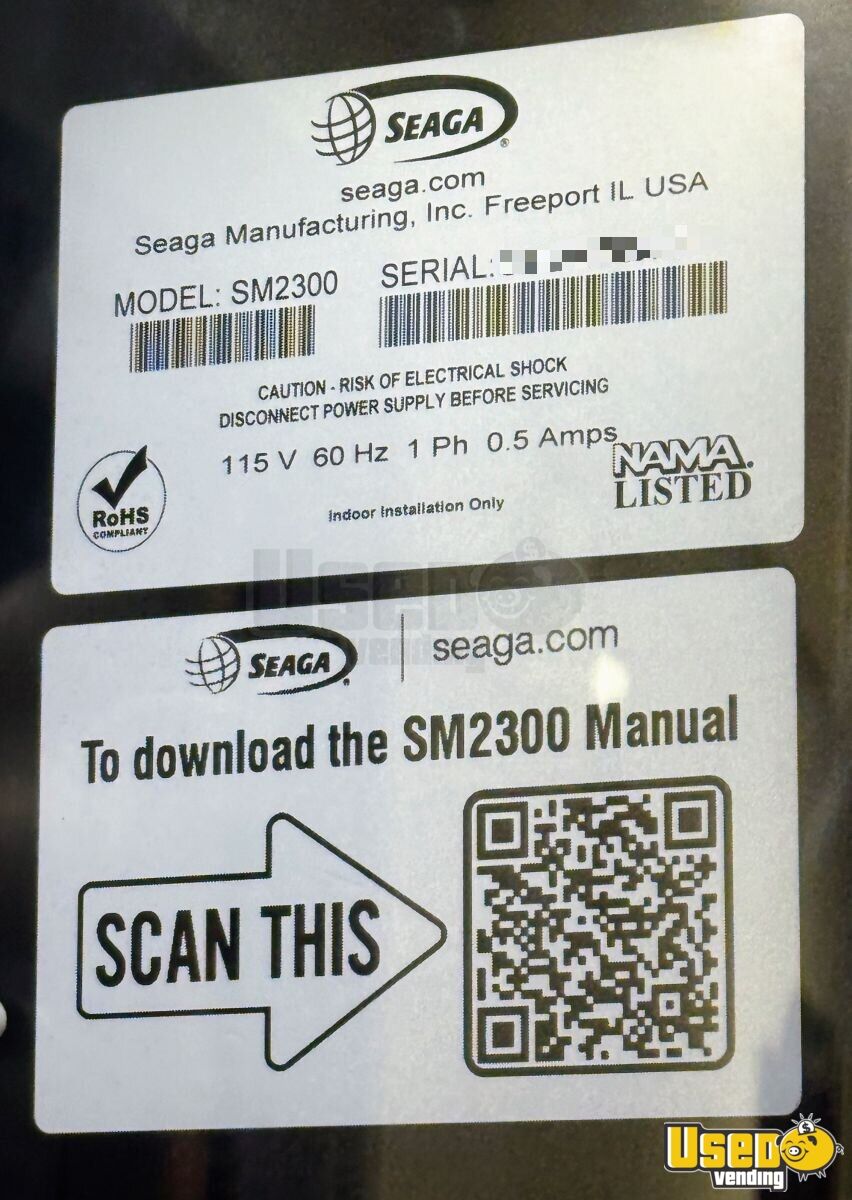 SEAGA®
seaga.com
Seaga Manufacturing, Inc. Freeport IL USA
MODEL: SM2300 SERIAL:
CAUTION - RISK OF ELECTRICAL SHOCK
DISCONNECT POWER SUPPLY BEFORE SERVICING
115 V 60 Hz 1 Ph 0.5 Amps
RoHS
COMPLIANT
NAMA.
LISTED
Indoor Installation Only
Used
vending
SEAGA® | seaga.com
To download the SM2300 Manual
SCAN THIS
Used
vending